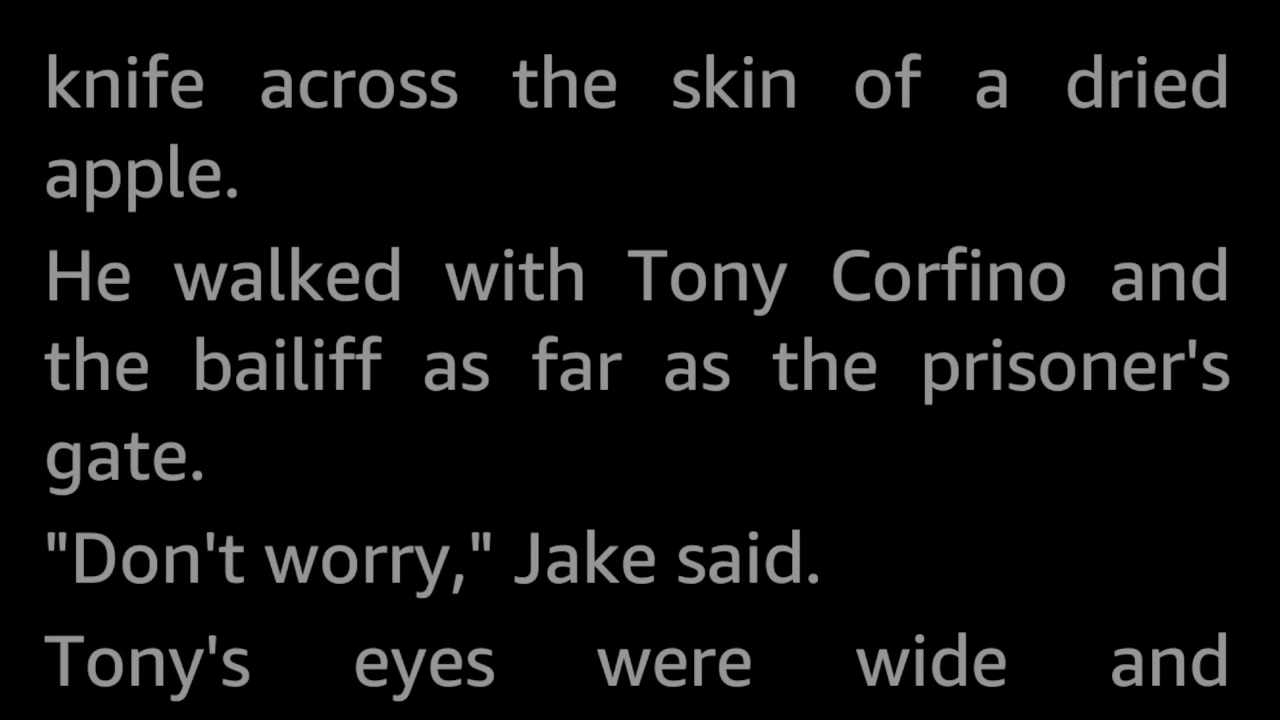 knife across the skin of a dried
apple.
He walked with Tony Corfino and
the bailiff as far as the prisoner's
gate.
"Don't worry," Jake said.
Tony's eyes were wide and